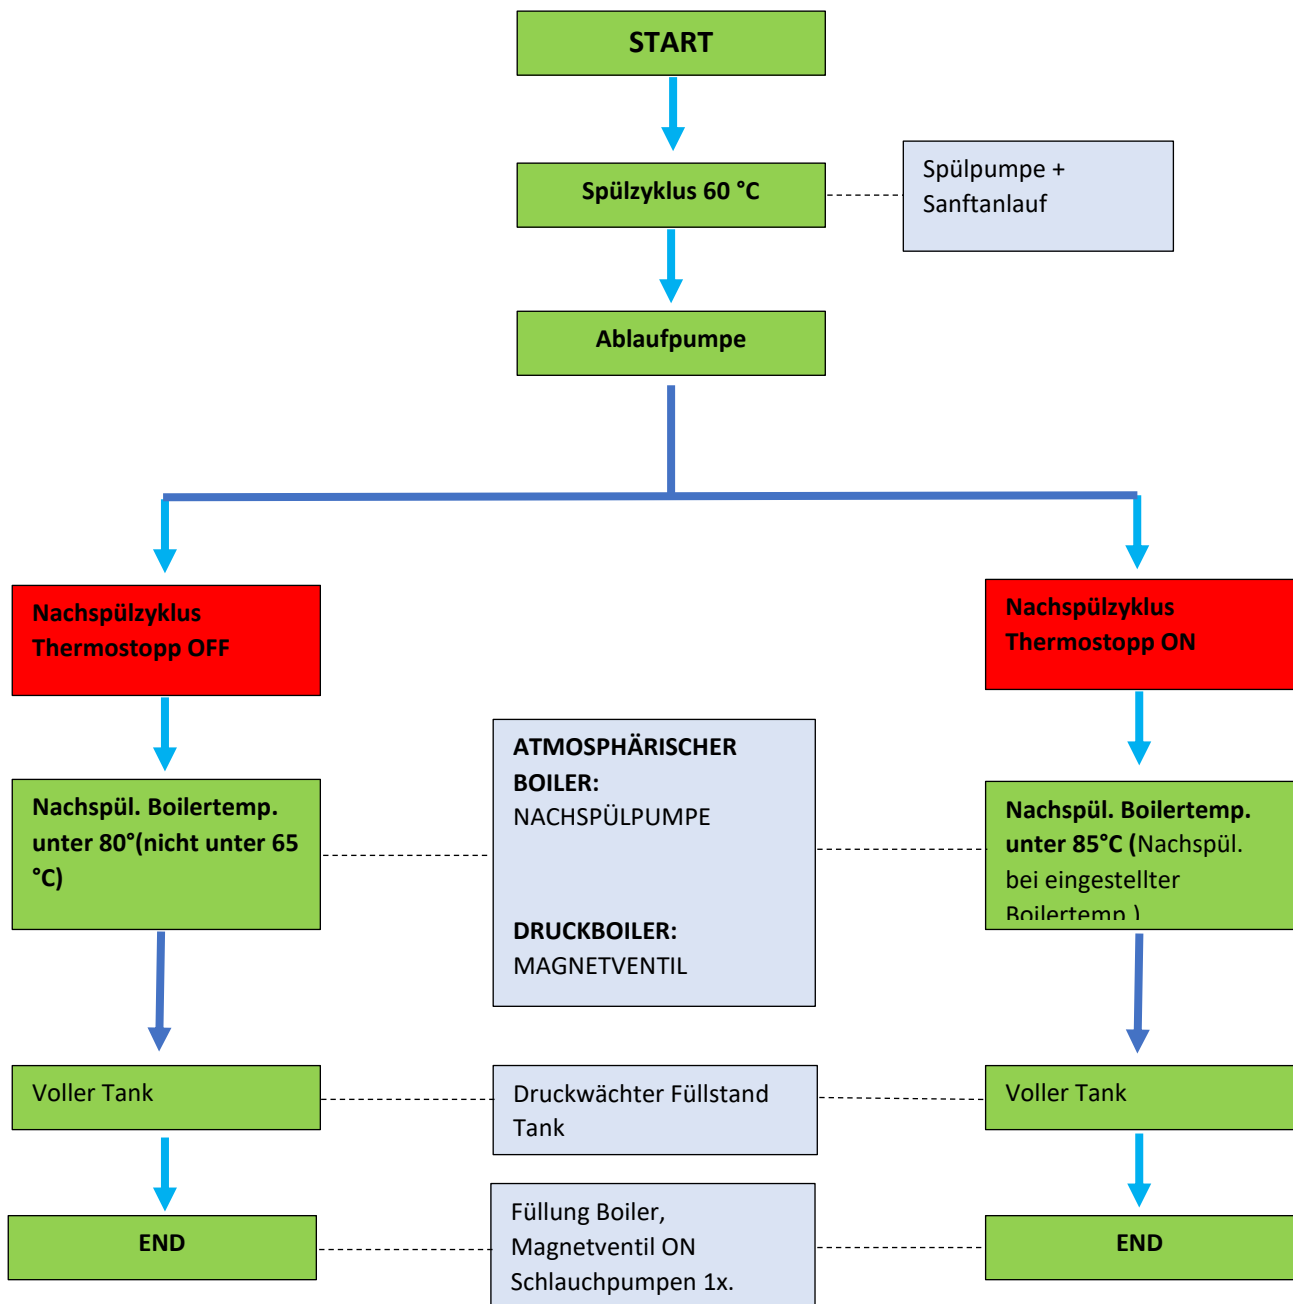 START
Spülzyklus 60 °C
Spülpumpe +
Sanftanlauf
Ablaufpumpe
Nachspülzyklus
Thermostopp OFF
Nachspülzyklus
Thermostopp ON
ATMOSPHÄRISCHER
BOILER:
NACHSPÜLPUMPE
DRUCKBOILER:
MAGNETVENTIL
Nachspül. Boilertemp.
unter 80°(nicht unter 65
°C)
Nachspül. Boilertemp.
unter 85°C (Nachspül.
bei eingestellter
Boilertemp.)
Voller Tank
Druckwächter Füllstand
Tank
Voller Tank
END
Füllung Boiler,
Magnetventil ON
Schlauchpumpen 1x.
END